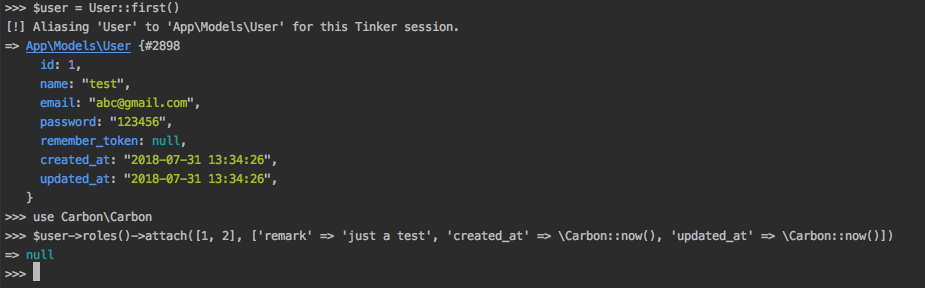 >>> $user = User::first()
[!] Aliasing 'User' to 'App\Models\User' for this Tinker session.
=> App\Models\User {#2898
id: 1,
name: "test",
email: "abc@gmail.com",
password: "123456",
remember_token: null,
created_at: "2018-07-31 13:34:26",
updated_at: "2018-07-31 13:34:26",
}
>>> use Carbon\Carbon
>>> $user->roles()->attach([1, 2], ['remark' => 'just a test', 'created_at' => \Carbon::now(), 'updated_at' => \Carbon::now()])
=> null
>>>